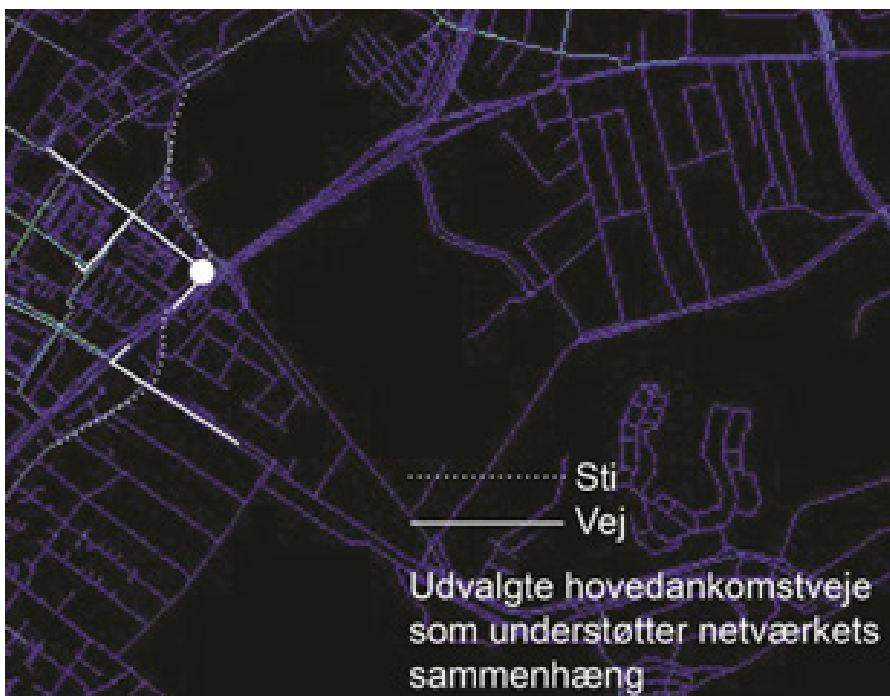 Sti
Vej
Udvalgte hovedankomstveje
som understøtter netværkets
sammenhæng